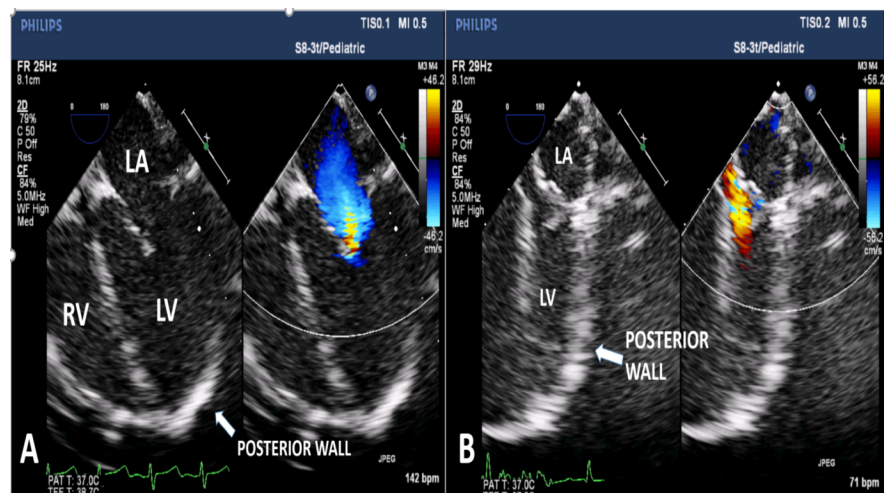 PHILIPS
TIS0.1 MI 0.5
S8-3t/Pediatric
FR 25Hz
8.1cm
M3 M4
+46.2
0 180
P
2D
79%
C 50
P Off
Res
CF
84%
5.0MHz
WF High
Med
x
-46.2
cm/s
LA
RV
LV
A
POSTERIOR WALL
JPEG
PAT T: 37.0C
TEE T: 38.7C
142 bpm
PHILIPS
TIS0.2 MI 0.5
S8-3t/Pediatric
FR 29Hz
8.1cm
M3 M4
+56.2
0 180
P
2D
84%
C 50
P Off
Res
CF
84%
5.0MHz
WF High
Med
x
-56.2
cm/s
LA
LV
POSTERIOR
WALL
B
JPEG
PAT T: 37.0C
71 bpm